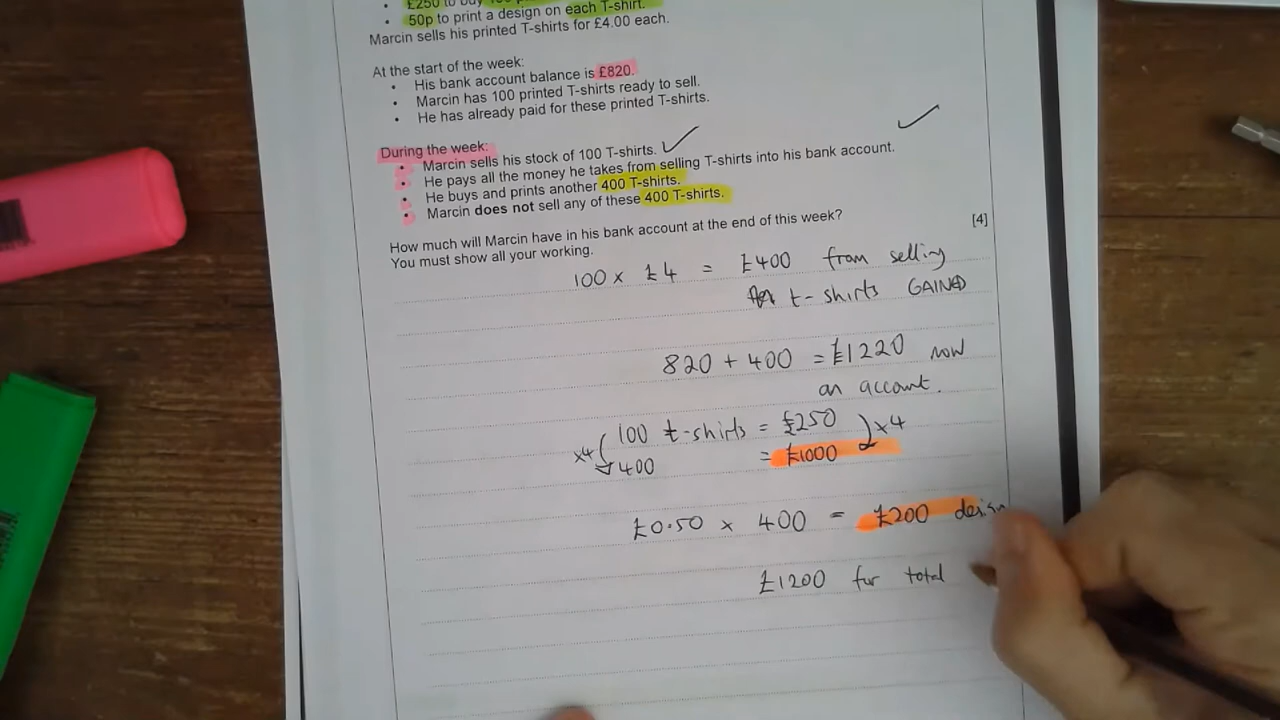 £250 to buy 100
50p to print a design on each T-shirt.
Marcin sells his printed T-shirts for £4.00 each.
At the start of the week:
His bank account balance is £820.
Marcin has 100 printed T-shirts ready to sell.
He has already paid for these printed T-shirts.
During the week:
Marcin sells his stock of 100 T-shirts.
He pays all the money he takes from selling T-shirts into his bank account.
He buys and prints another 400 T-shirts.
Marcin does not sell any of these 400 T-shirts.
How much will Marcin have in his bank account at the end of this week?
You must show all your working.
[4]
100 x £4 = £400 from selling
t-shirts GAINED
820 + 400 = £1220 now
in account.
100 t-shirts = £250
x4
x4
400 = £1000
£0.50 x 400 = £200 design
£1200 for total